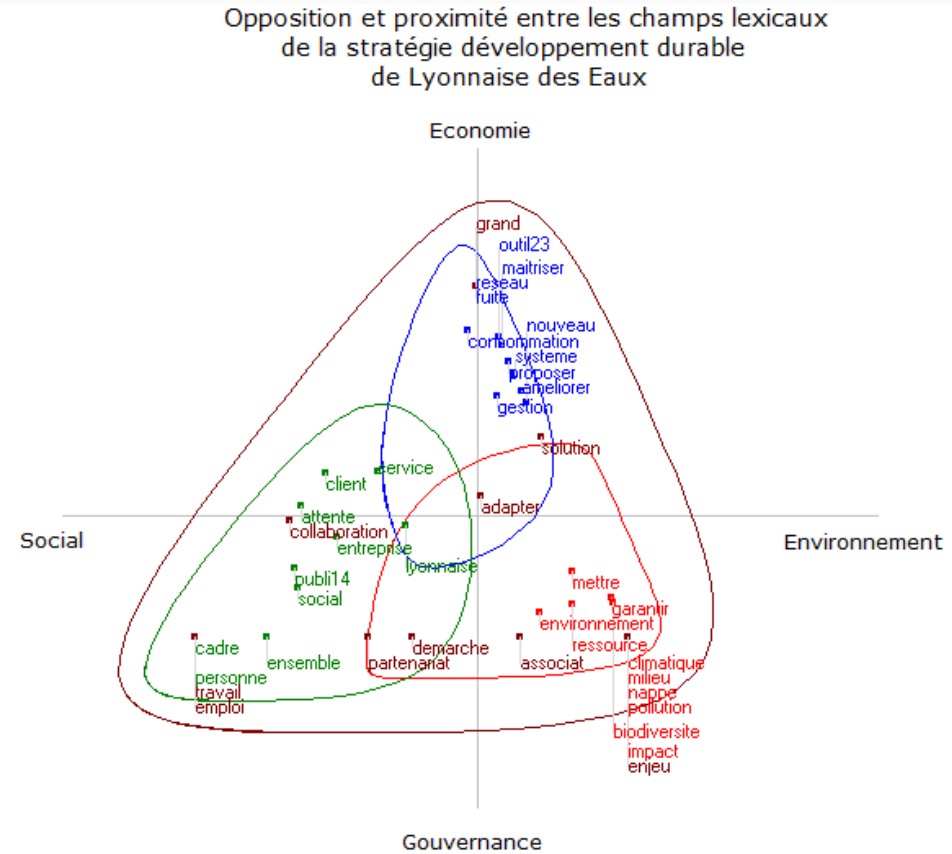 Opposition et proximité entre les champs lexicaux
de la stratégie développement durable
de Lyonnaise des Eaux
Economie
grand
outil23
maitriser
reseau
fuite
nouveau
consommation
systeme
proposer
ameliorer
gestion
solution
service
client
adapter
attente
collaboration
Social
Environnement
entreprise
lyonnaise
publi14
mettre
social
garantir
environnement
cadre
demarche
ressource
ensemble
partenariat
associat
climatique
personne
milieu
travail
nappe
emploi
pollution
biodiversite
impact
enjeu
Gouvernance